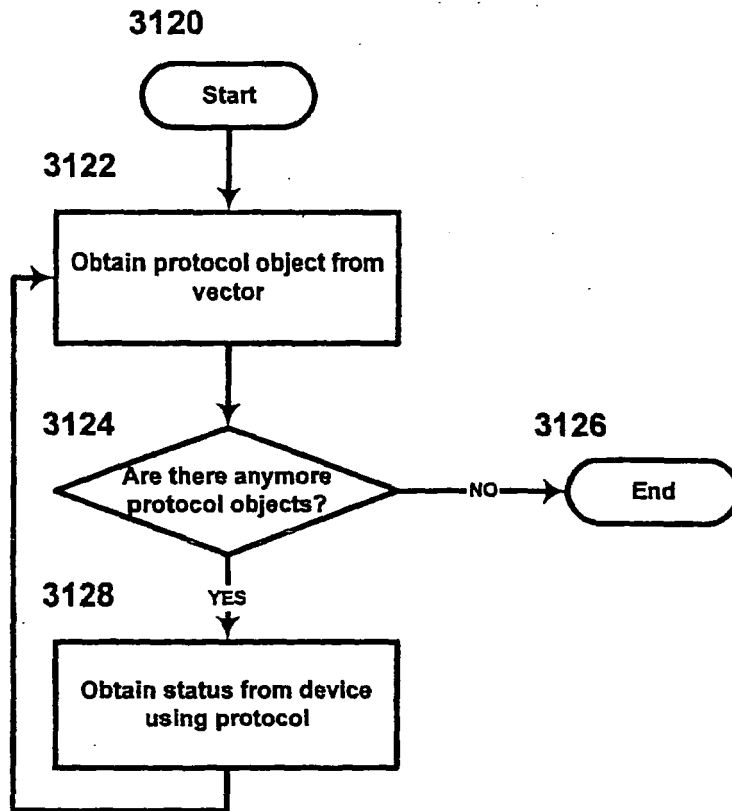 3120
Start
3122
Obtain protocol object from
vector
3124
Are there anymore
protocol objects?
NO
3126
End
YES
3128
Obtain status from device
using protocol